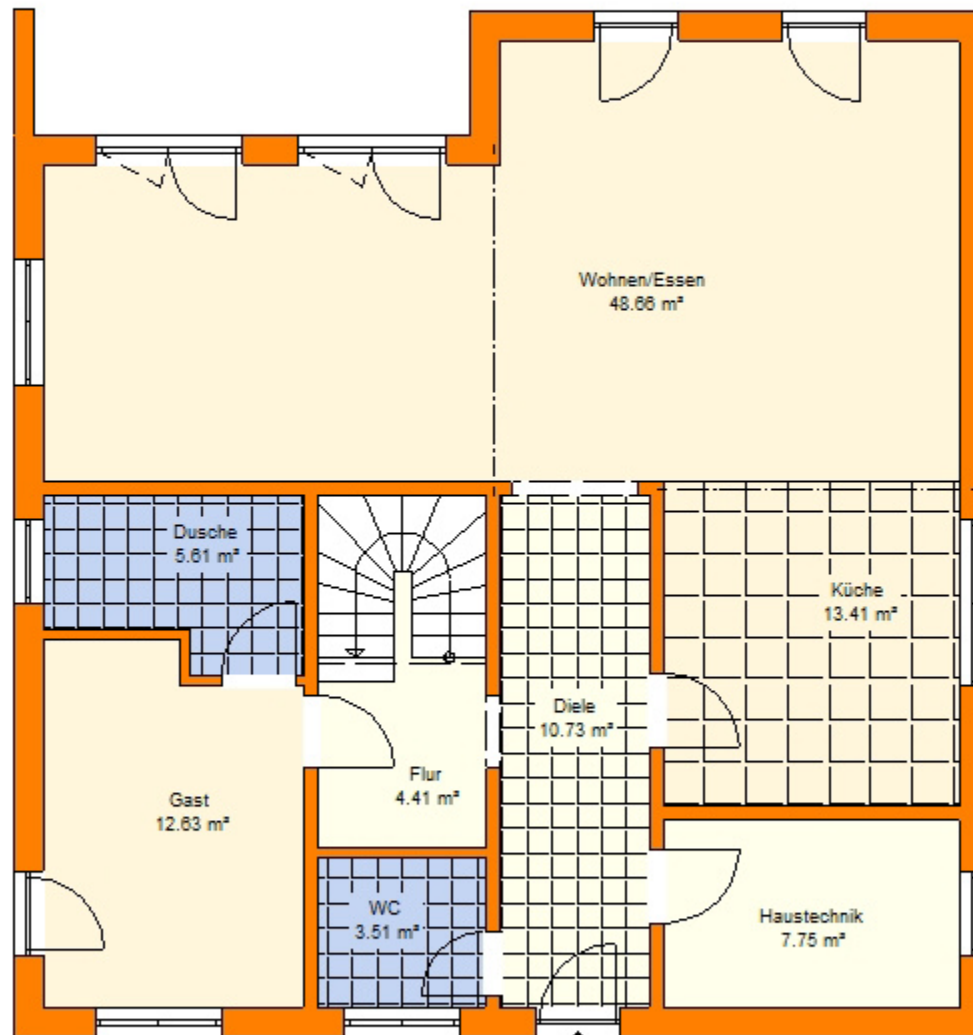 Wohnen/Essen
48.66 m²
Dusche
5.61 m²
Küche
13.41 m²
Diele
10.73 m²
Flur
4.41 m²
Gast
12.63 m²
WC
3.51 m²
Haustechnik
7.75 m²